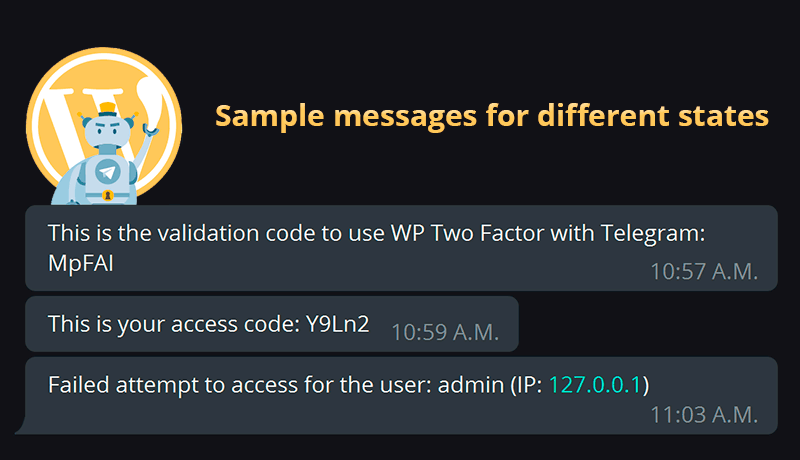 W
Sample messages for different states
This is the validation code to use WP Two Factor with Telegram:
MpFAI
10:57 A.M.
This is your access code: Y9Ln2
10:59 A.M.
Failed attempt to access for the user: admin (IP: 127.0.0.1)
11:03 A.M.